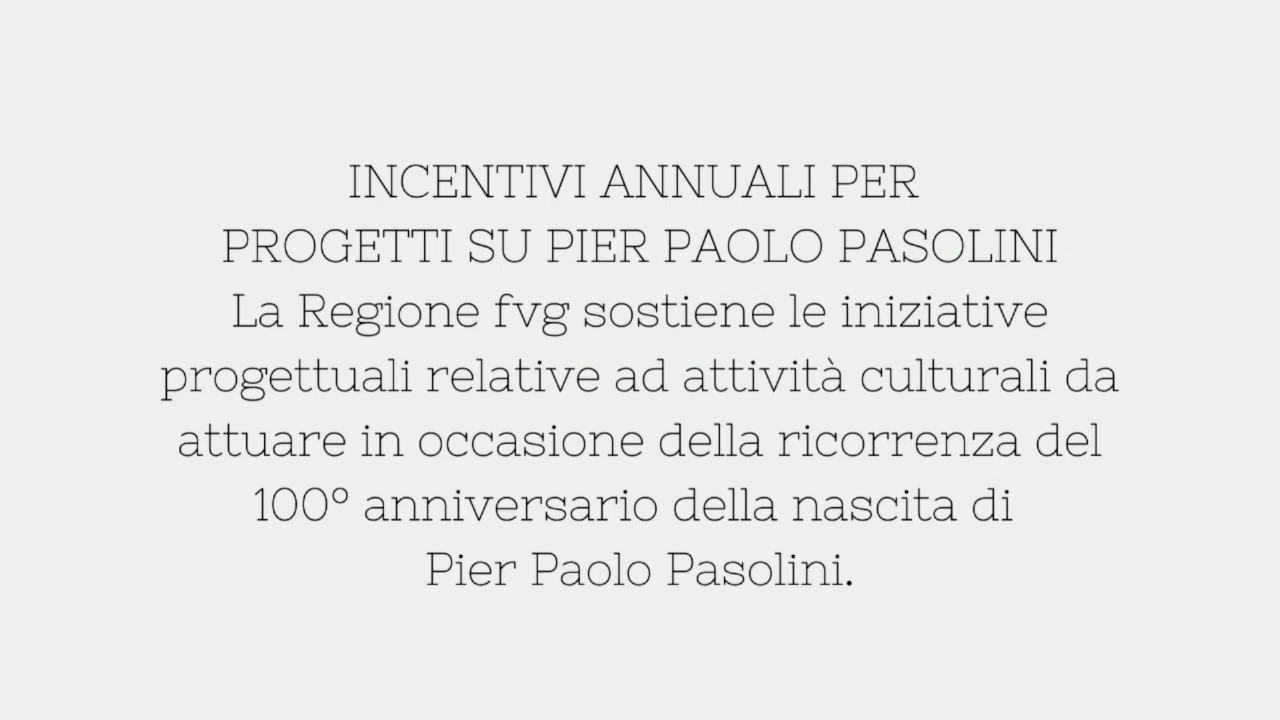 INCENTIVI ANNUALI PER
PROGETTI SU PIER PAOLO PASOLINI
La Regione fvg sostiene le iniziative
progettuali relative ad attività culturali da
attuare in occasione della ricorrenza del
100° anniversario della nascita di
Pier Paolo Pasolini.